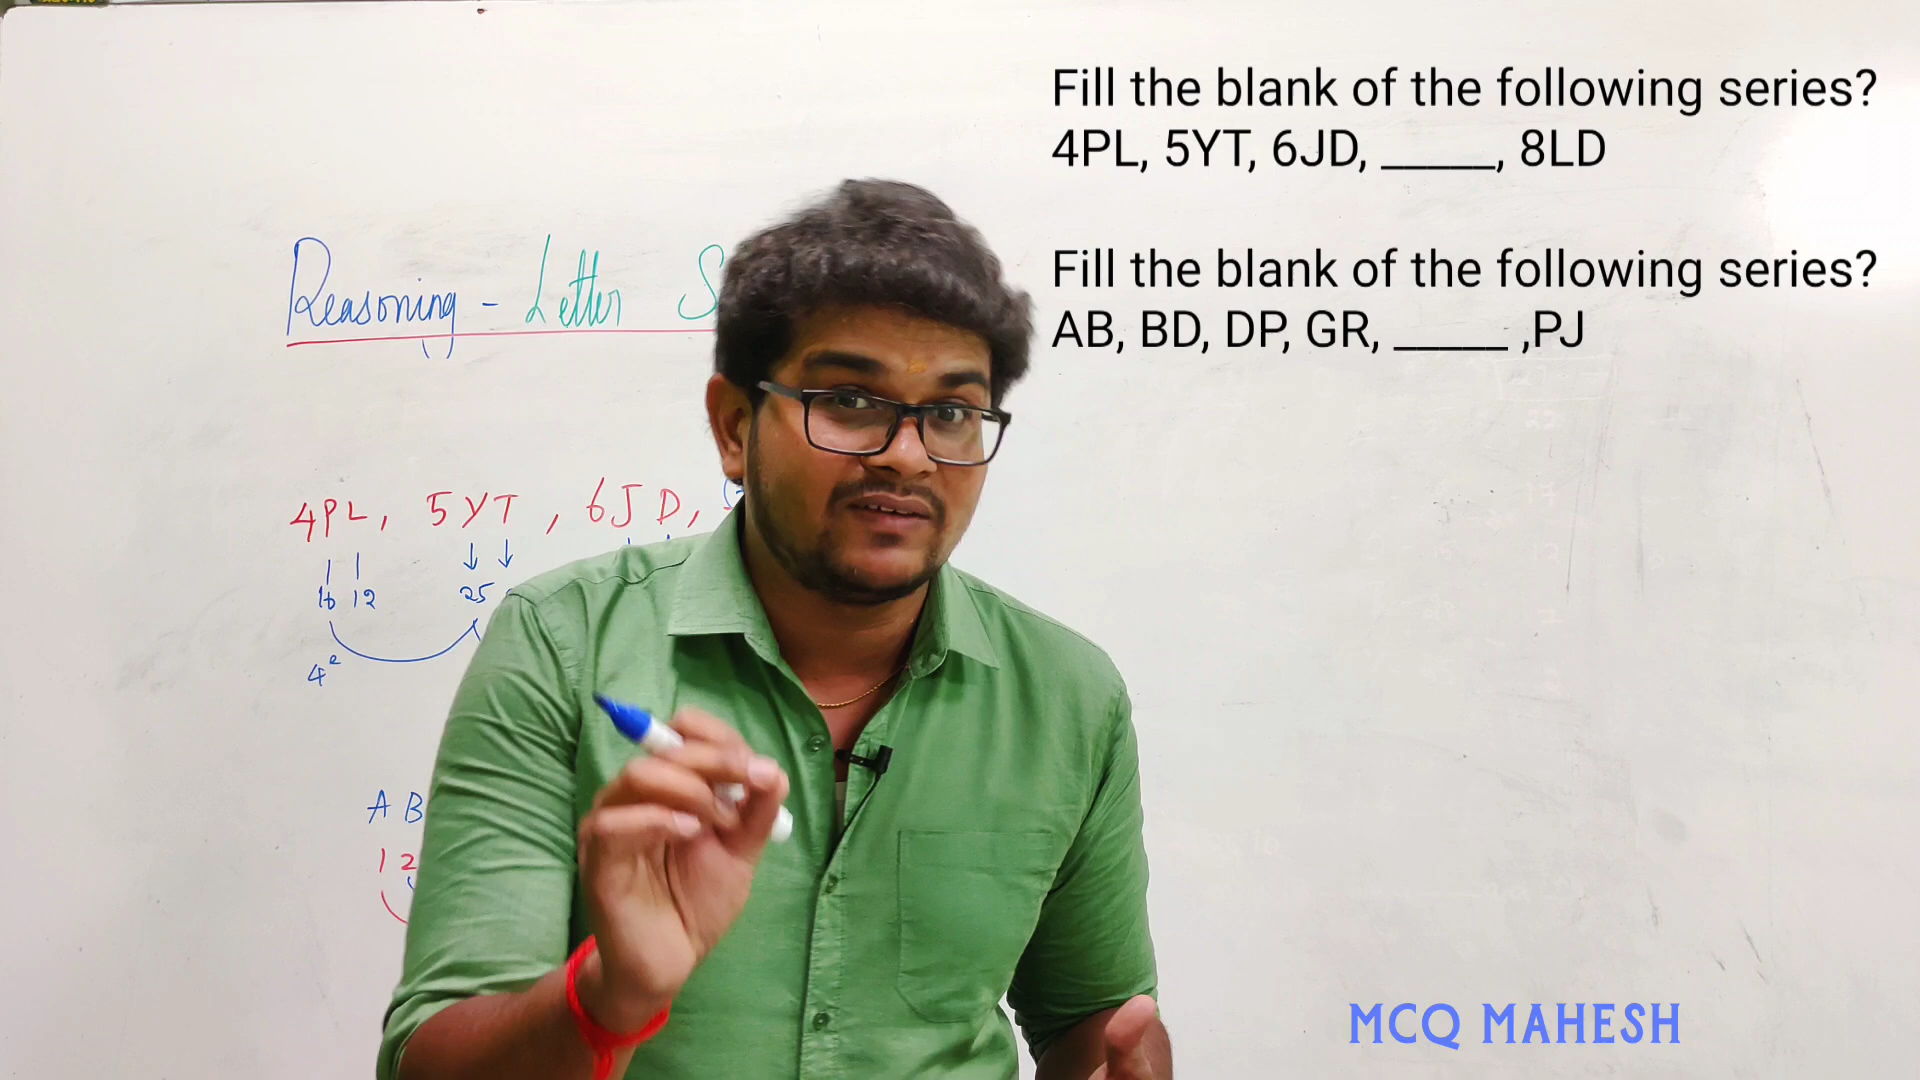 Fill the blank of the following series?
4PL, 5YT, 6JD, _____, 8LD
Fill the blank of the following series?
AB, BD, DP, GR, _____ ,PJ
Reasoning - Letter S
4PL, 5YT, 6JD,
16 12 25
4²
A B
1 2
MCQ MAHESH